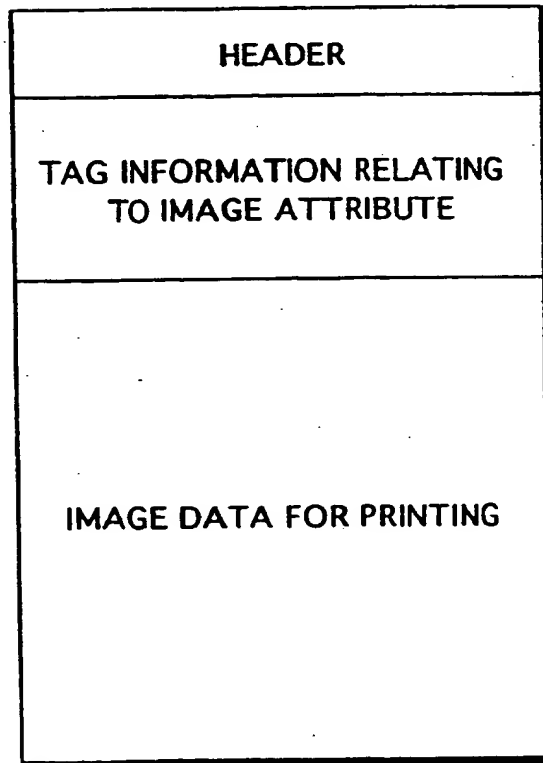 HEADER
TAG INFORMATION RELATING
TO IMAGE ATTRIBUTE
IMAGE DATA FOR PRINTING